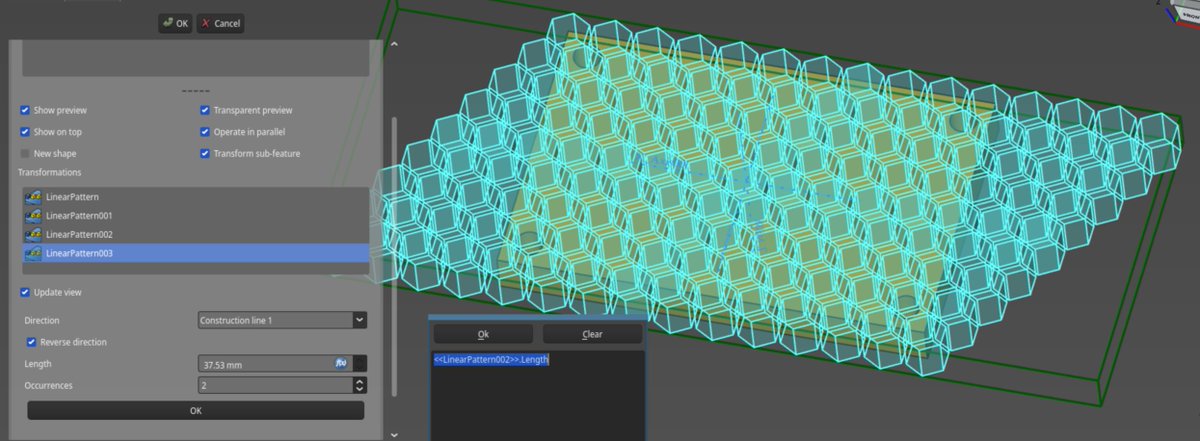 OK Cancel
-----
Show preview Transparent preview
Show on top Operate in parallel
New shape Transform sub-feature
Transformations
LinearPattern
LinearPattern001
LinearPattern002
LinearPattern003
Update view
Direction Construction line 1
Reverse direction
Length 37.53 mm f(x)
Occurrences 2
OK
Ok Clear
<<LinearPattern002>>.Length